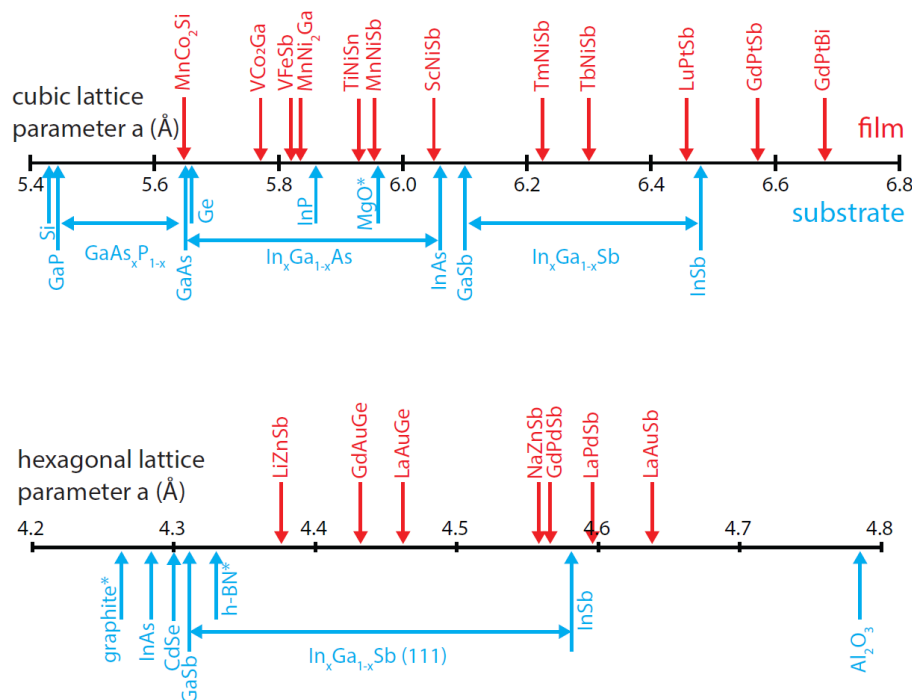 MnCo₂Si
VCo₂Ga
VFeSb
MnNi₂Ga
TiNiSn
MnNiSb
ScNiSb
TmNiSb
TbNiSb
LuPtSb
GdPtSb
GdPtBi
cubic lattice
parameter a (Å)
film
5.4 5.6 5.8 6.0 6.2 6.4 6.6 6.8
substrate
Si
GaP
GaAsₓP₁₋ₓ
GaAs
Ge
InₓGa₁₋ₓAs
InP
MgO*
InAs
GaSb
InₓGa₁₋ₓSb
InSb
LiZnSb
GdAuGe
LaAuGe
NaZnSb
GdPdSb
LaPdSb
LaAuSb
hexagonal lattice
parameter a (Å)
4.2 4.3 4.4 4.5 4.6 4.7 4.8
graphite*
InAs
CdSe
GaSb
h-BN*
InₓGa₁₋ₓSb (111)
InSb
Al₂O₃